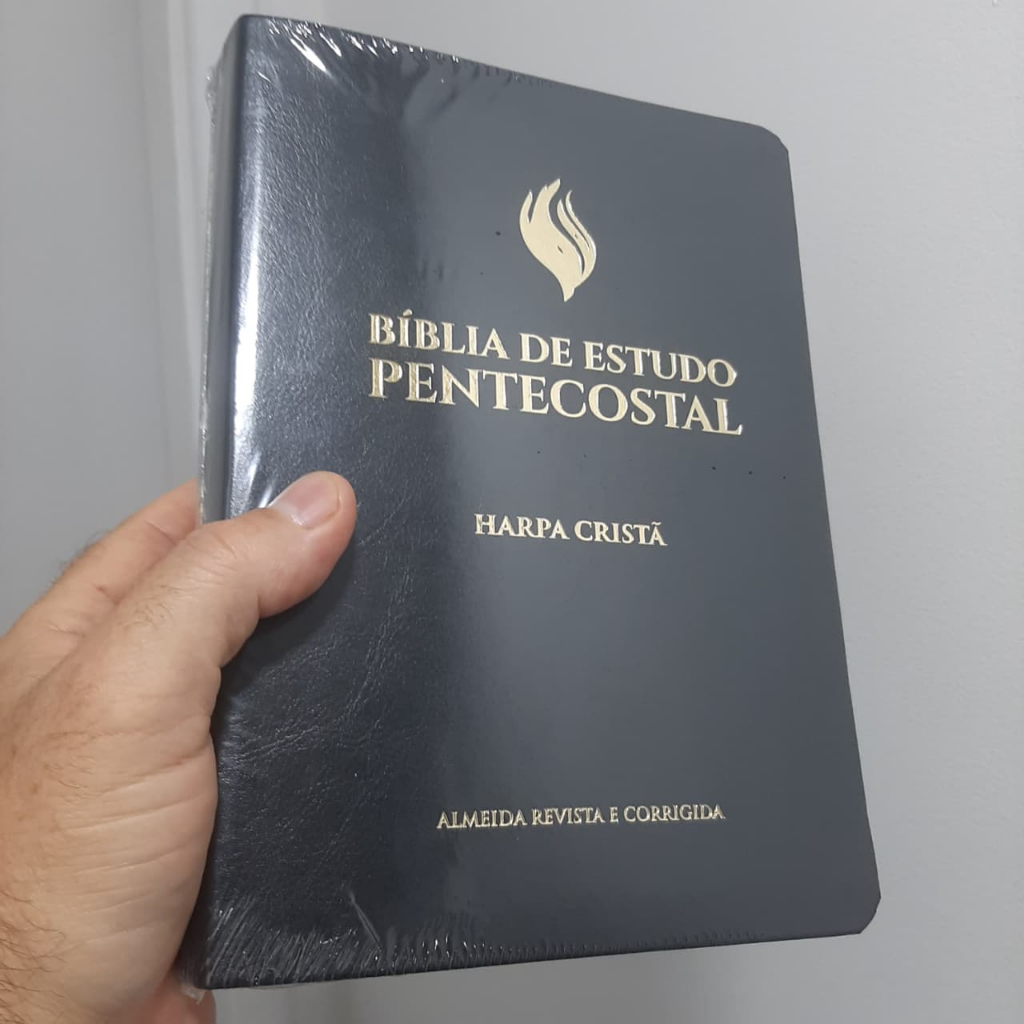 BÍBLIA DE ESTUDO
PENTECOSTAL
HARPA CRISTÃ
ALMEIDA REVISTA E CORRIGIDA